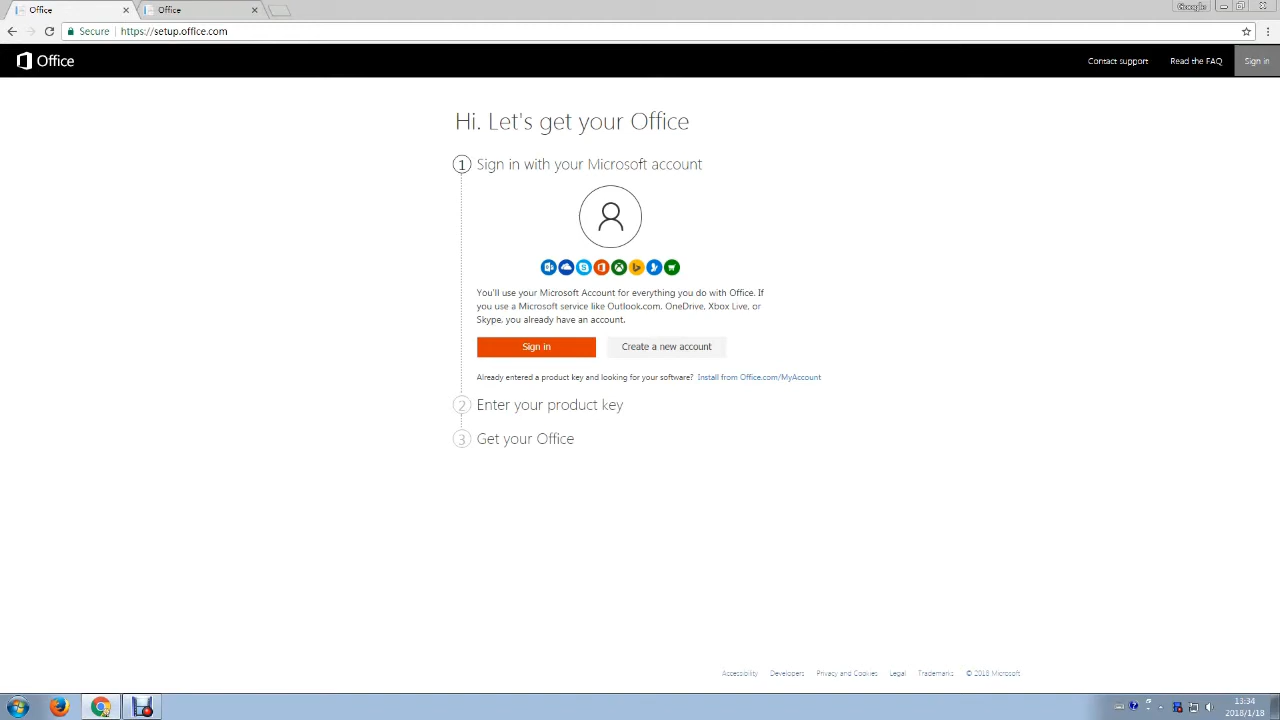 Office
Office
Google
Secure
https://setup.office.com
Office
Contact support
Read the FAQ
Sign in
Hi. Let's get your Office
1 Sign in with your Microsoft account
You'll use your Microsoft Account for everything you do with Office. If
you use a Microsoft service like Outlook.com, OneDrive, Xbox Live, or
Skype, you already have an account.
Sign in
Create a new account
Already entered a product key and looking for your software? Install from Office.com/MyAccount
2 Enter your product key
3 Get your Office
Accessibility
Developers
Privacy and Cookies
Legal
Trademarks
© 2018 Microsoft
13:34
2018/1/18